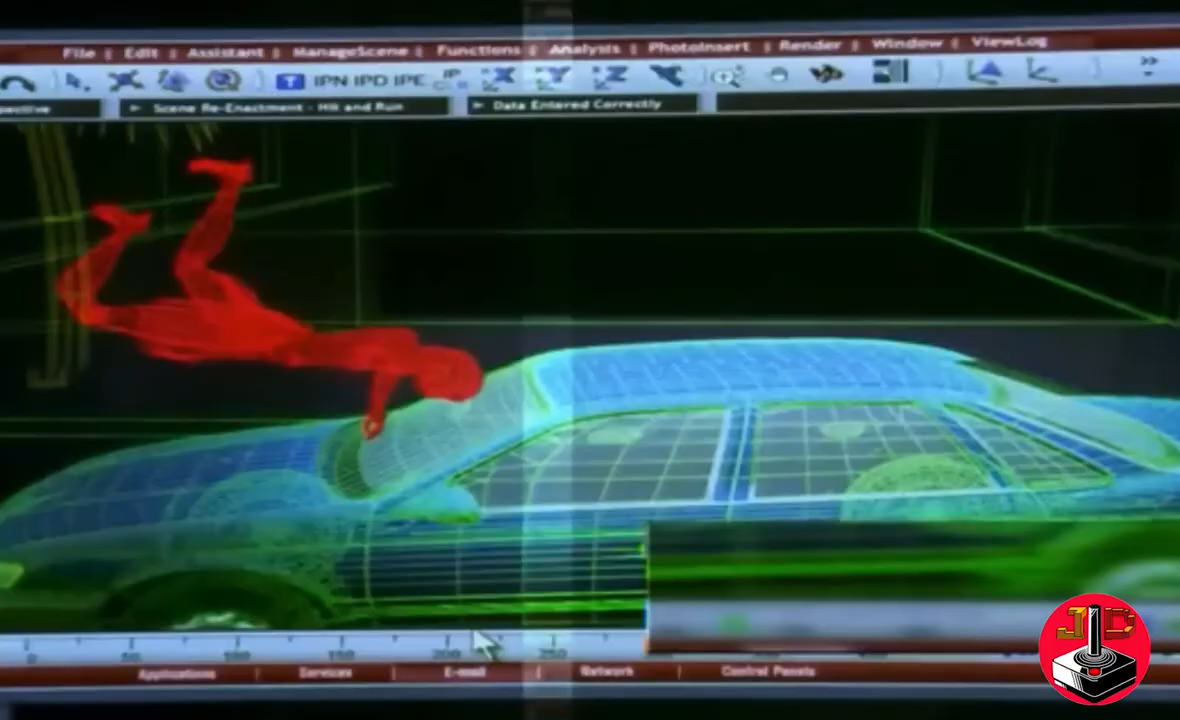 File Edit Assistant ManageScene Functions Analysis PhotoInsert Render Window ViewLog
T IPN IPD IPE X Y Z
Scene Re-Enactment - Hit and Run Data Entered Correctly
0 50 100 150 200 250
Applications Services E-mail Network Control Panels
JD